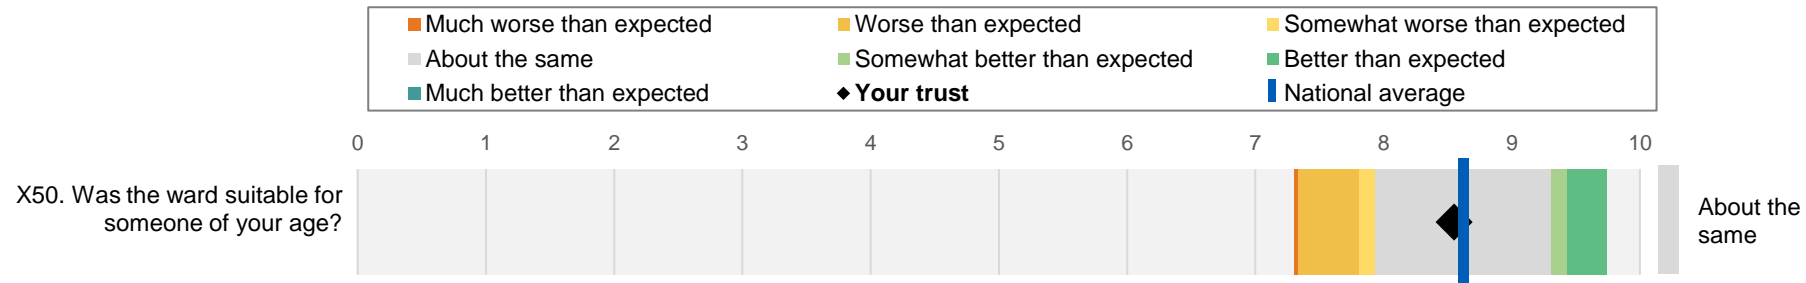 Much worse than expected
Worse than expected
Somewhat worse than expected
About the same
Somewhat better than expected
Better than expected
Much better than expected
Your trust
National average
0 1 2 3 4 5 6 7 8 9 10
X50. Was the ward suitable for
someone of your age?
About the
same